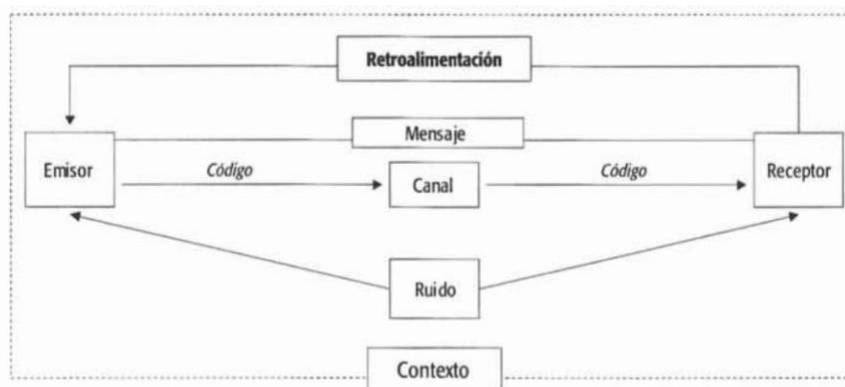 Retroalimentación
Mensaje
Emisor
Código
Canal
Código
Receptor
Ruido
Contexto